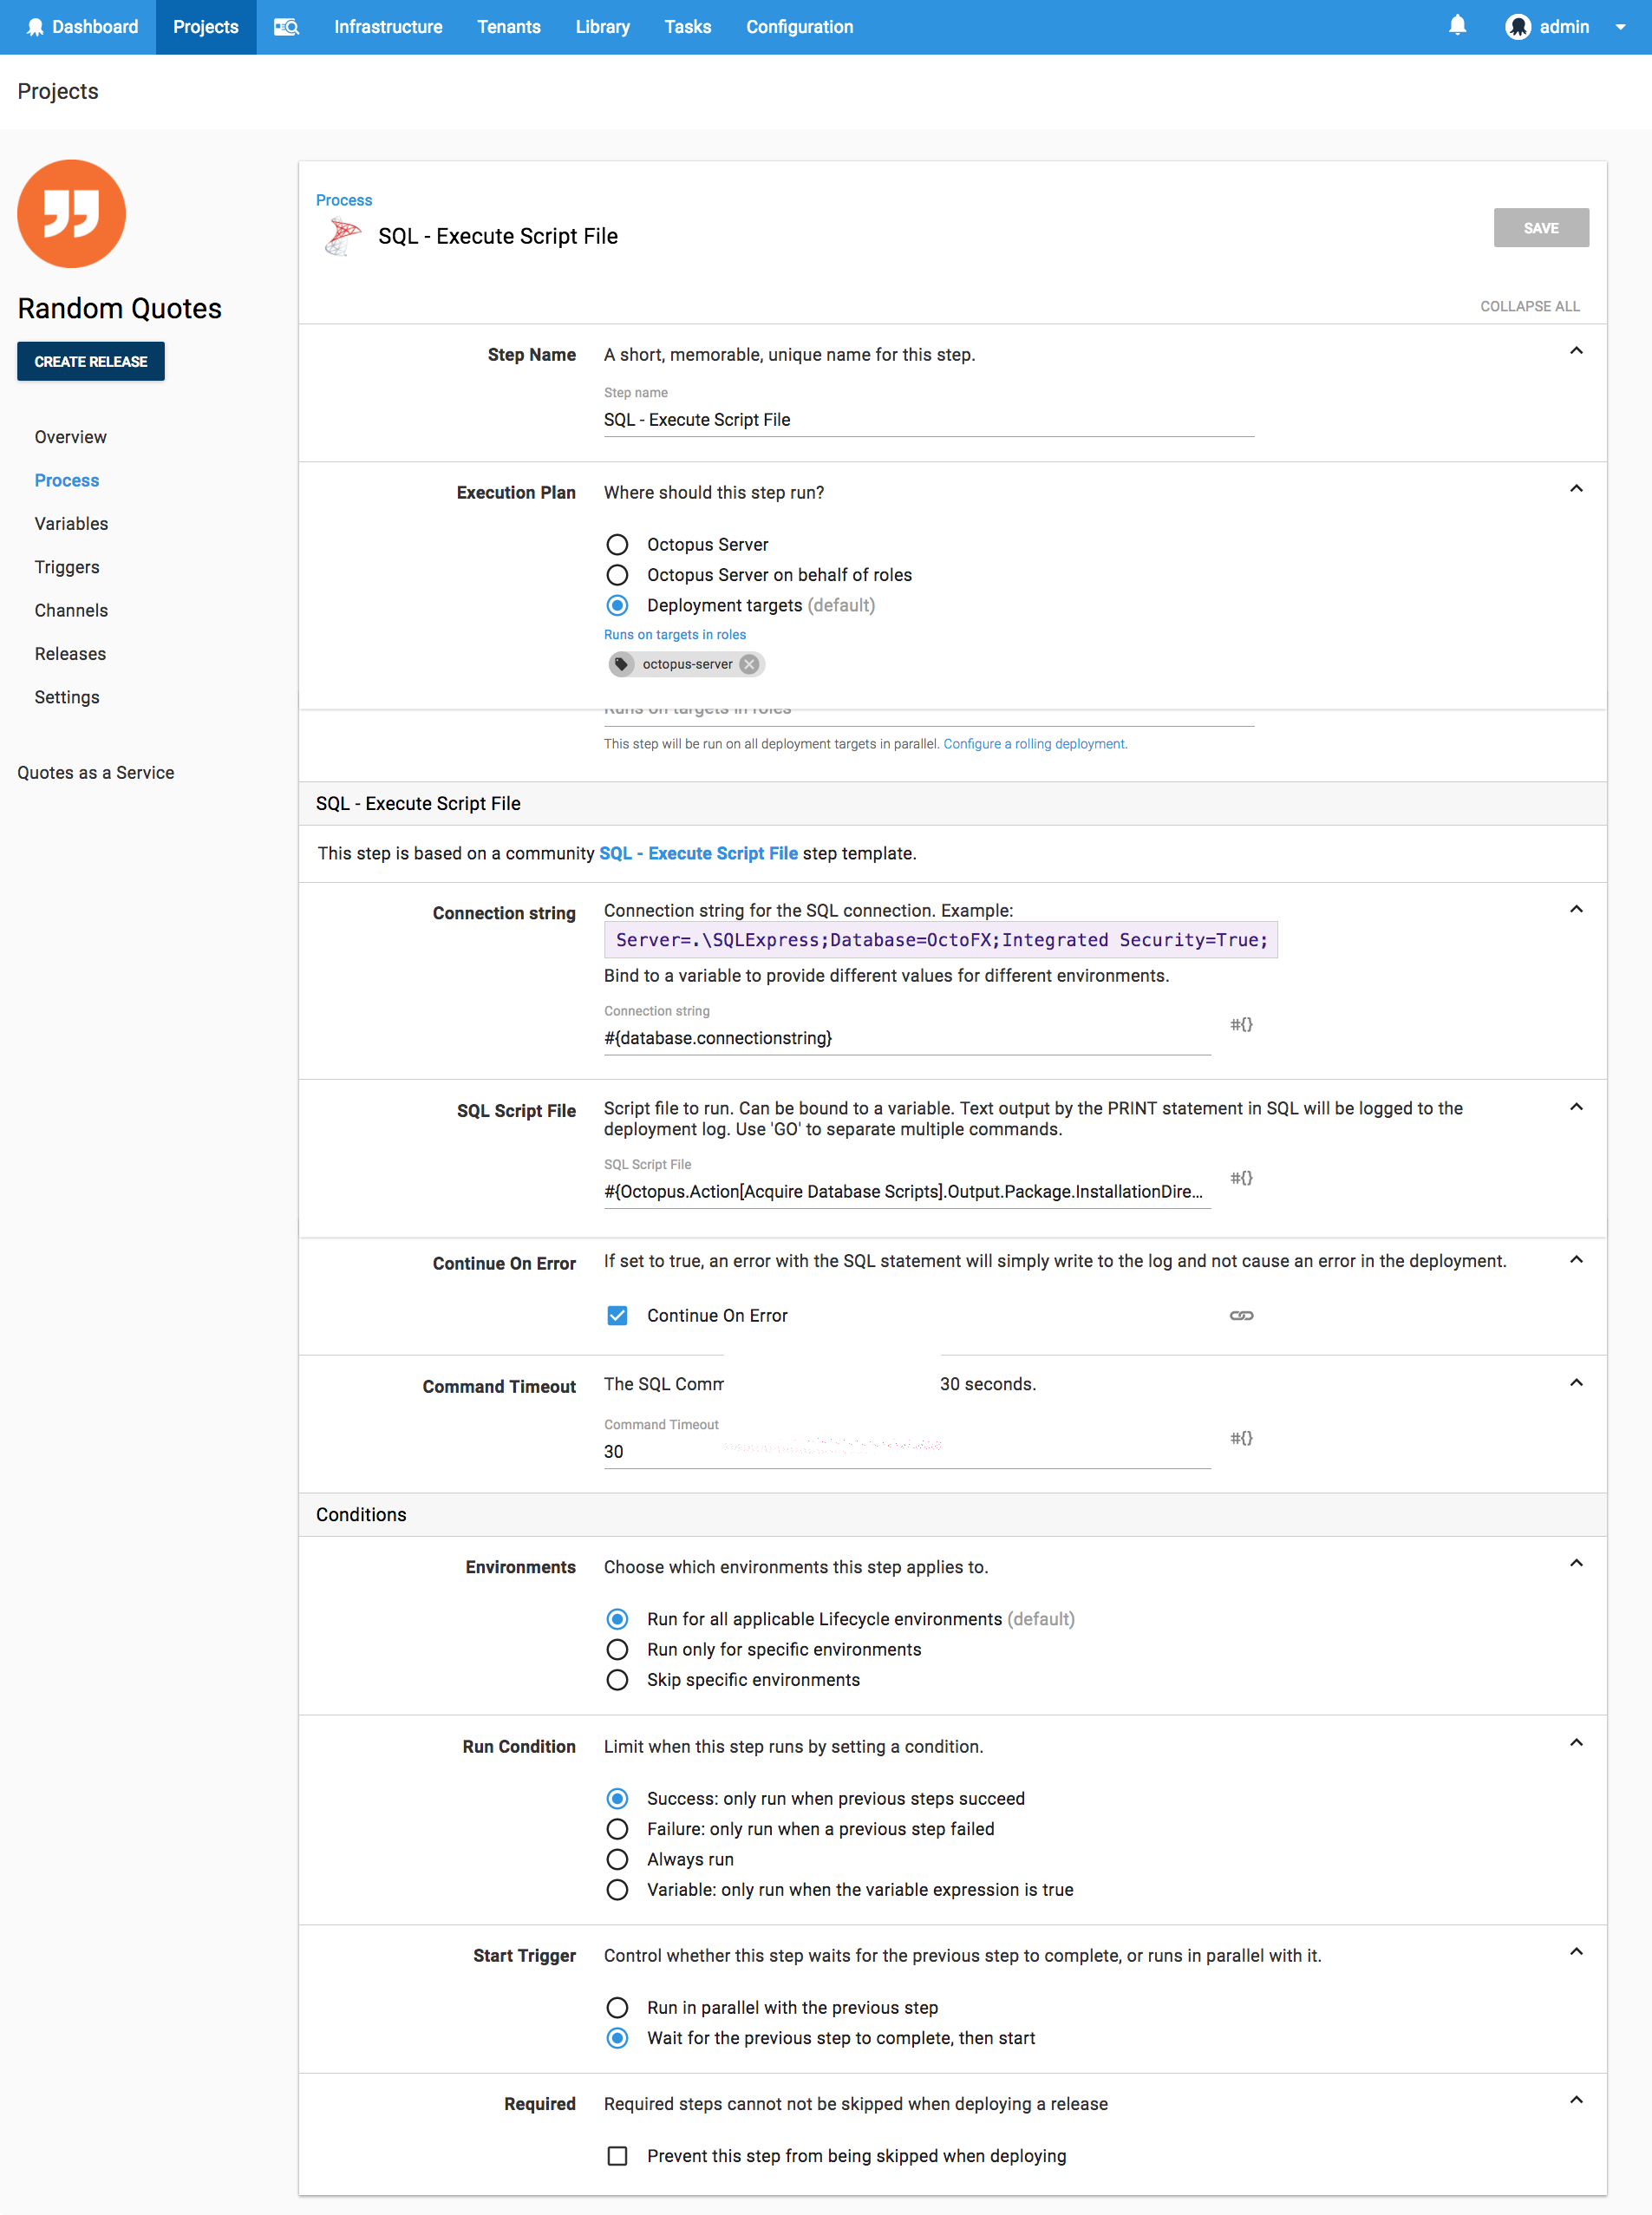 Dashboard Projects Infrastructure Tenants Library Tasks Configuration admin
Projects
Random Quotes
CREATE RELEASE
Overview
Process
Variables
Triggers
Channels
Releases
Settings
Quotes as a Service
Process
SQL - Execute Script File
SAVE
COLLAPSE ALL
Step Name A short, memorable, unique name for this step.
Step name
SQL - Execute Script File
Execution Plan Where should this step run?
Octopus Server
Octopus Server on behalf of roles
Deployment targets (default)
Runs on targets in roles
octopus-server
Runs on targets in roles
This step will be run on all deployment targets in parallel. Configure a rolling deployment.
SQL - Execute Script File
This step is based on a community SQL - Execute Script File step template.
Connection string Connection string for the SQL connection. Example:
Server=.\SQLExpress;Database=OctoFX;Integrated Security=True;
Bind to a variable to provide different values for different environments.
Connection string
#{database.connectionstring} #{}
SQL Script File Script file to run. Can be bound to a variable. Text output by the PRINT statement in SQL will be logged to the
deployment log. Use 'GO' to separate multiple commands.
SQL Script File
#{Octopus.Action[Acquire Database Scripts].Output.Package.InstallationDire... #{}
Continue On Error If set to true, an error with the SQL statement will simply write to the log and not cause an error in the deployment.
Continue On Error
Command Timeout The SQL 30 seconds.
Command Timeout
30 #{}
Conditions
Environments Choose which environments this step applies to.
Run for all applicable Lifecycle environments (default)
Run only for specific environments
Skip specific environments
Run Condition Limit when this step runs by setting a condition.
Success: only run when previous steps succeed
Failure: only run when a previous step failed
Always run
Variable: only run when the variable expression is true
Start Trigger Control whether this step waits for the previous step to complete, or runs in parallel with it.
Run in parallel with the previous step
Wait for the previous step to complete, then start
Required Required steps cannot not be skipped when deploying a release
Prevent this step from being skipped when deploying